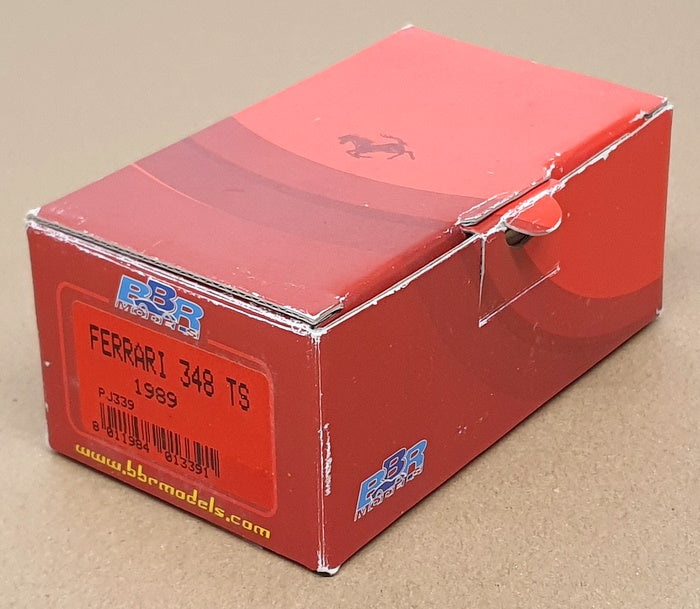 BBR
MODELS
FERRARI 348 TS
1989
PJ339
8 011984 013391
www.bbrmodels.com
BBR
MODELS